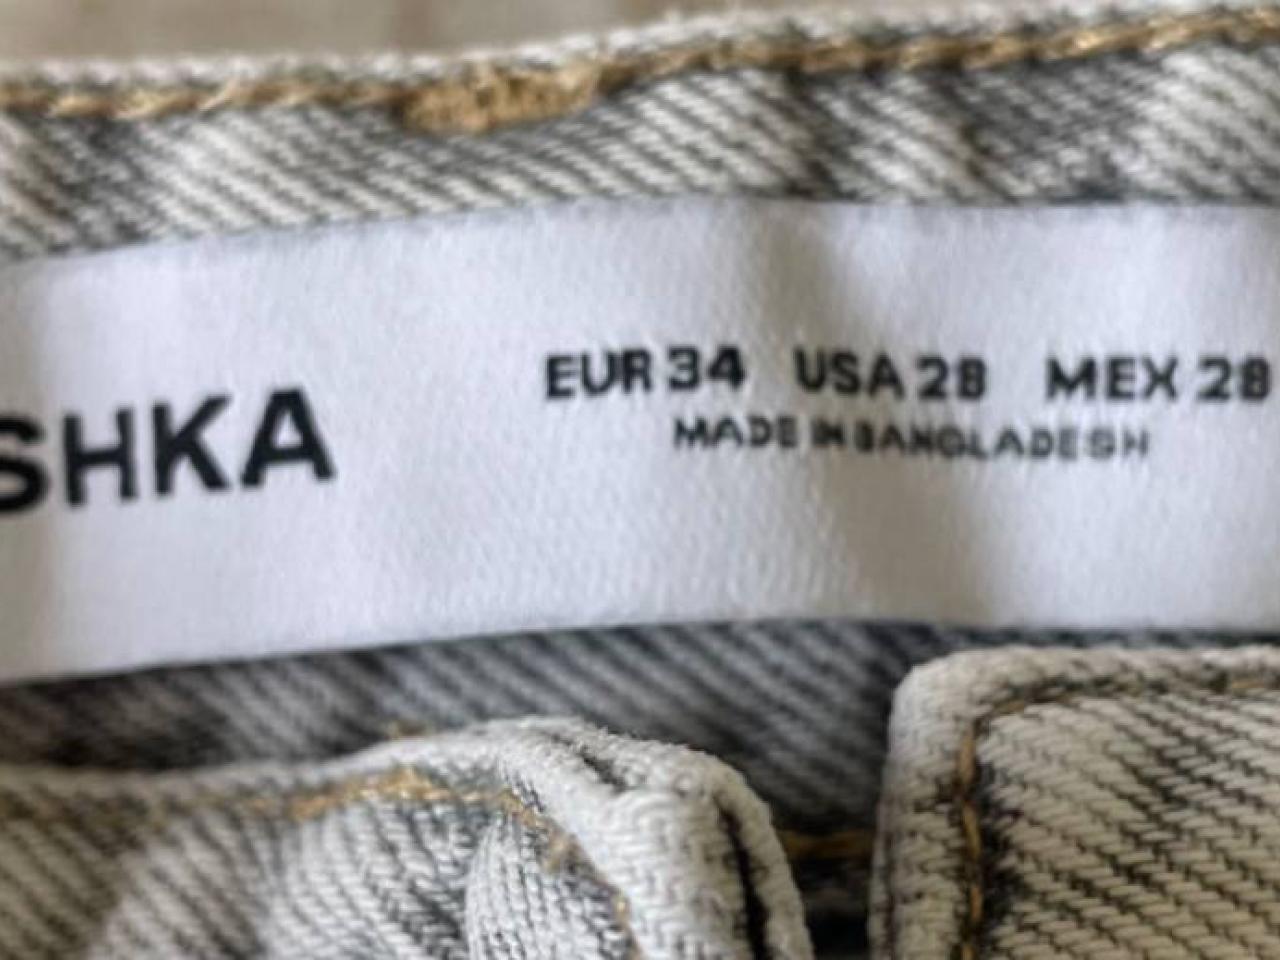 SHKA
EUR 34 USA 28 MEX 28
MADE IN BANGLADESH